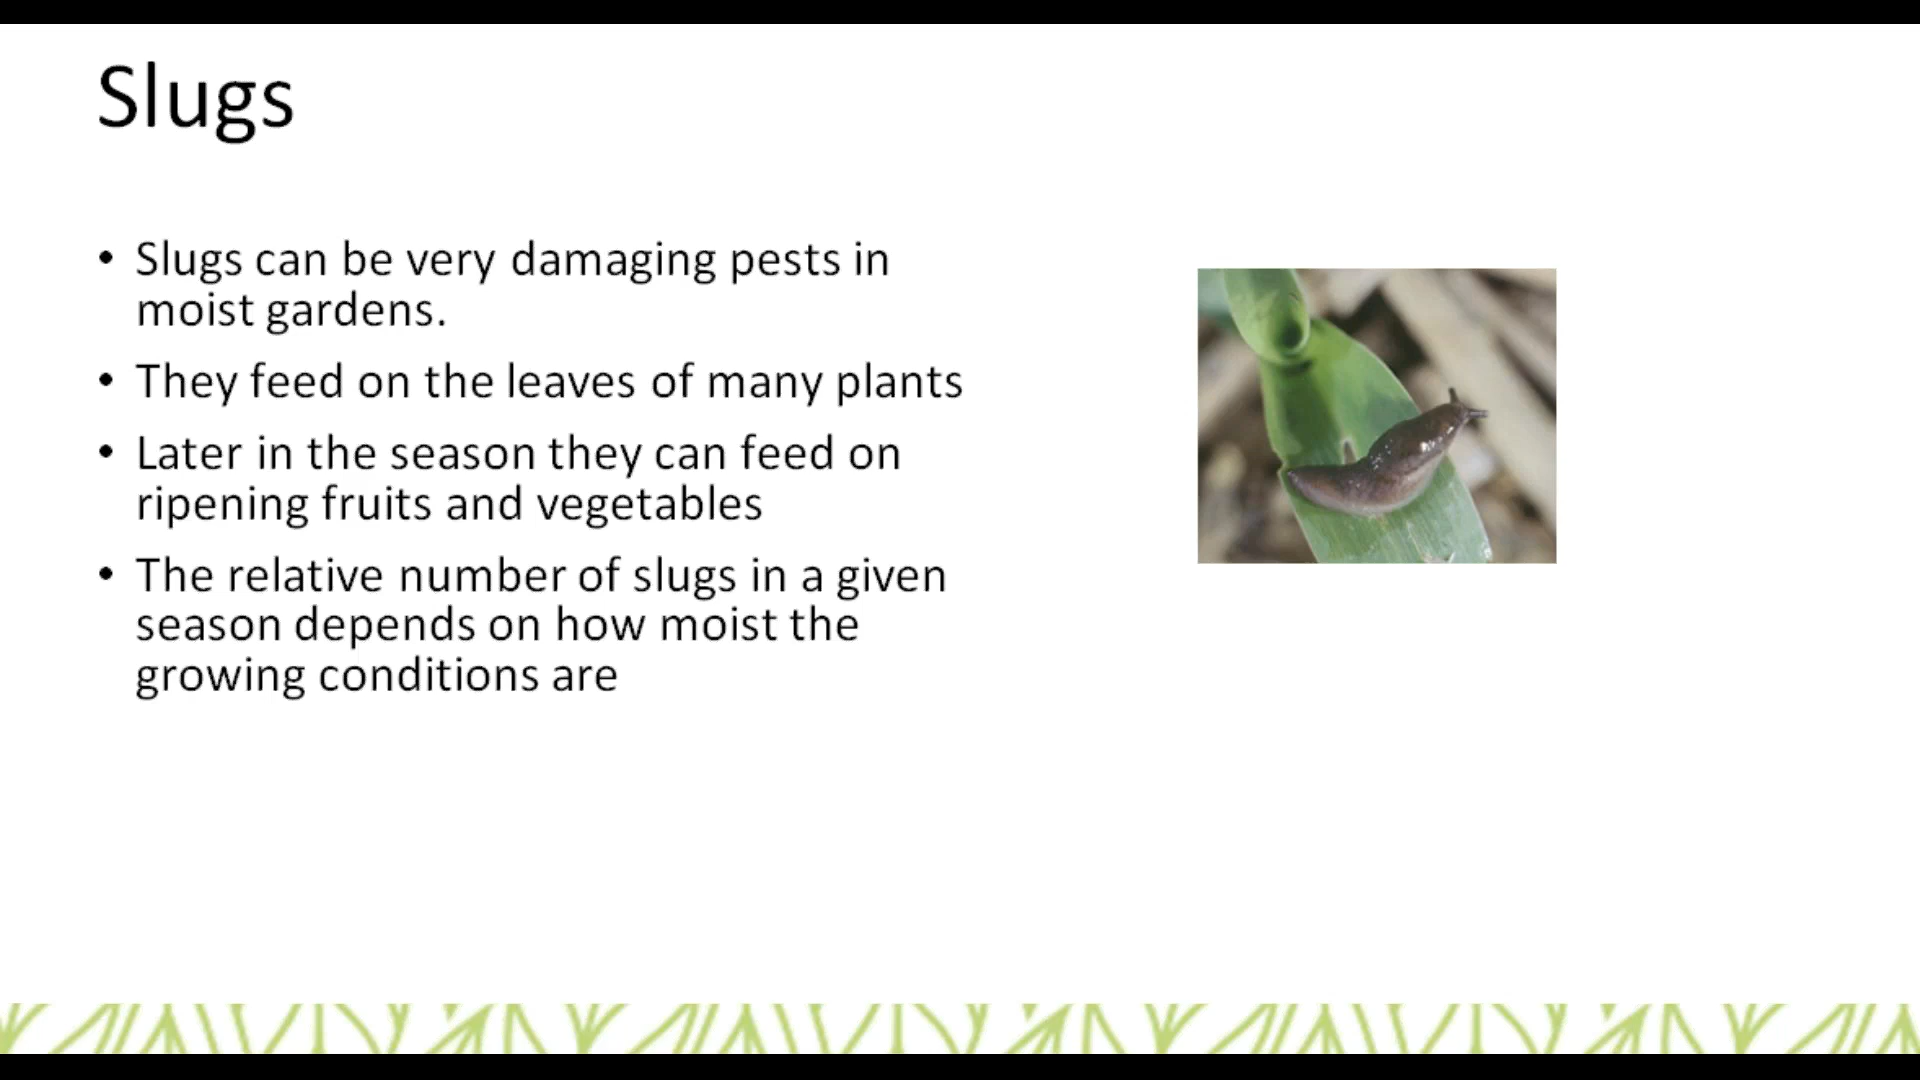 Slugs
• Slugs can be very damaging pests in
moist gardens.
• They feed on the leaves of many plants
• Later in the season they can feed on
ripening fruits and vegetables
• The relative number of slugs in a given
season depends on how moist the
growing conditions are